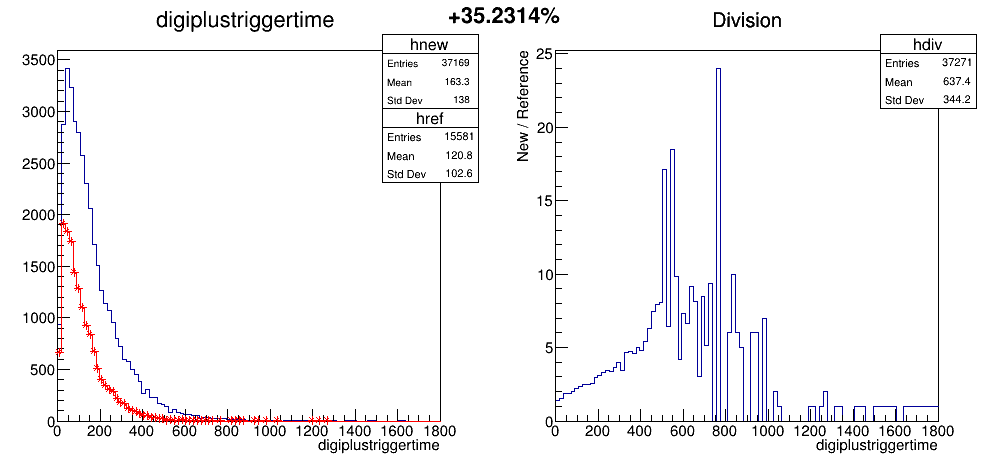 digiplustriggertime
+35.2314%
Division
hnew
Entries 37169
Mean 163.3
Std Dev 138
href
Entries 15581
Mean 120.8
Std Dev 102.6
3500
3000
2500
2000
1500
1000
500
0
0 200 400 600 800 1000 1200 1400 1600 1800
digiplustriggertime
hdiv
Entries 37271
Mean 637.4
Std Dev 344.2
New / Reference
25
20
15
10
5
0
0 200 400 600 800 1000 1200 1400 1600 1800
digiplustriggertime